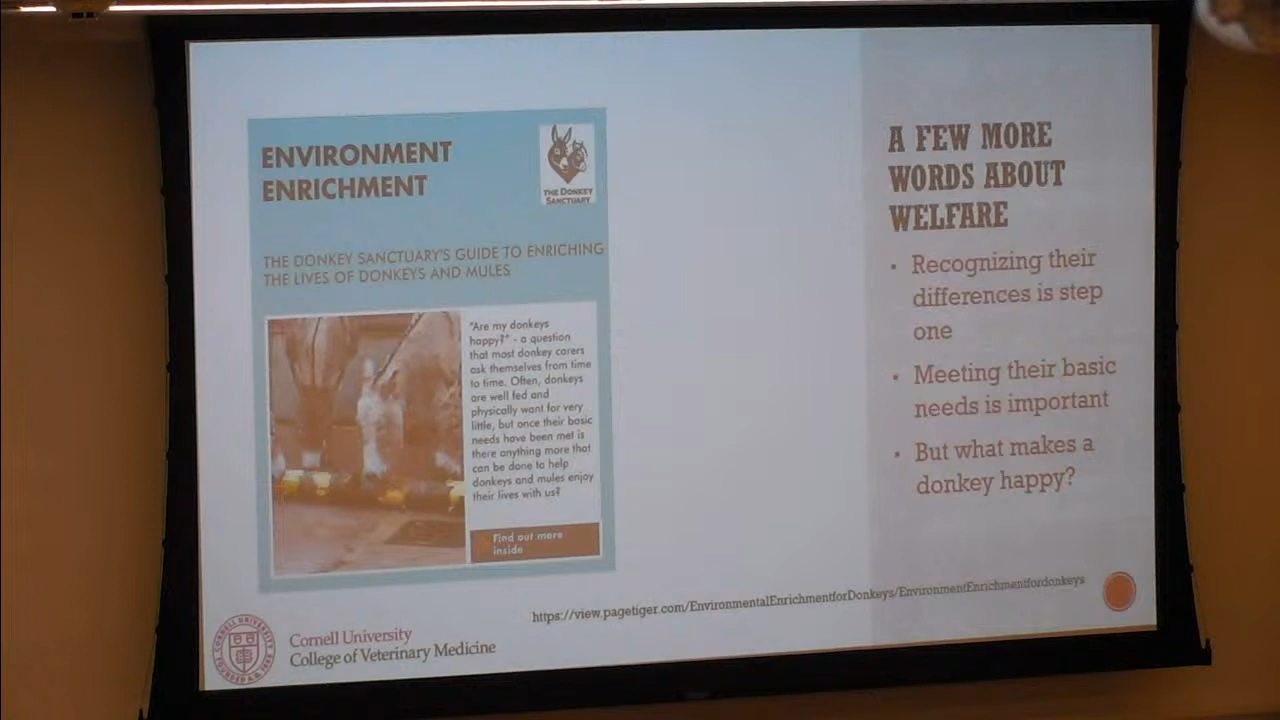 ENVIRONMENT
ENRICHMENT
THE DONKEY
SANCTUARY
THE DONKEY SANCTUARY'S GUIDE TO ENRICHING
THE LIVES OF DONKEYS AND MULES
"Are my donkeys
happy?" - a question
that most donkey carers
ask themselves from time
to time. Often, donkeys
are well fed and
physically want for very
little, but once their basic
needs have been met is
there anything more that
can be done to help
donkeys and mules enjoy
their lives with us?
Find out more
inside
A FEW MORE
WORDS ABOUT
WELFARE
• Recognizing their
differences is step
one
• Meeting their basic
needs is important
• But what makes a
donkey happy?
https://view.pagetiger.com/EnvironmentalEnrichmentforDonkeys/EnvironmentEnrichmentfordonkeys
CORNELL UNIVERSITY
FOUNDED A.D. 1865
Cornell University
College of Veterinary Medicine